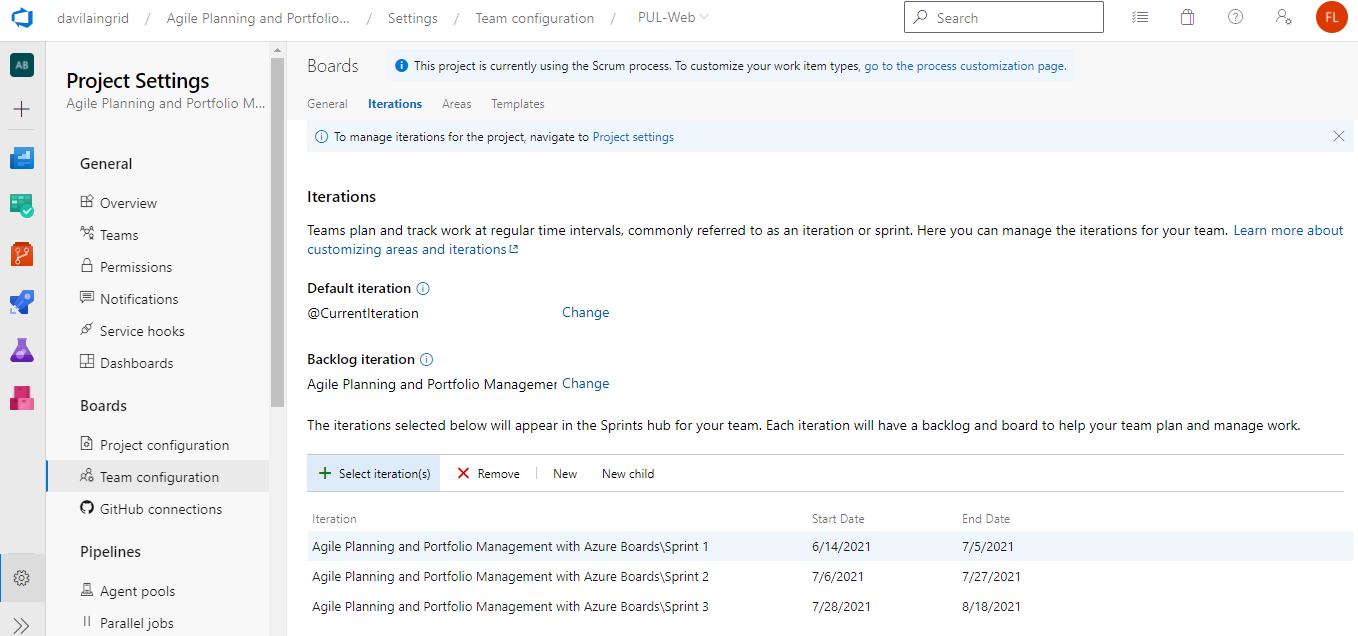 davilaingrid / Agile Planning and Portfolio... / Settings / Team configuration / PUL-Web
Search
FL
AB
Project Settings
Agile Planning and Portfolio M...
General
Overview
Teams
Permissions
Notifications
Service hooks
Dashboards
Boards
Project configuration
Team configuration
GitHub connections
Pipelines
Agent pools
Parallel jobs
Boards
This project is currently using the Scrum process. To customize your work item types, go to the process customization page.
General Iterations Areas Templates
To manage iterations for the project, navigate to Project settings
Iterations
Teams plan and track work at regular time intervals, commonly referred to as an iteration or sprint. Here you can manage the iterations for your team. Learn more about
customizing areas and iterations
Default iteration
@CurrentIteration Change
Backlog iteration
Agile Planning and Portfolio Managemer Change
The iterations selected below will appear in the Sprints hub for your team. Each iteration will have a backlog and board to help your team plan and manage work.
Select iteration(s) Remove New New child
Iteration Start Date End Date
Agile Planning and Portfolio Management with Azure Boards\Sprint 1 6/14/2021 7/5/2021
Agile Planning and Portfolio Management with Azure Boards\Sprint 2 7/6/2021 7/27/2021
Agile Planning and Portfolio Management with Azure Boards\Sprint 3 7/28/2021 8/18/2021